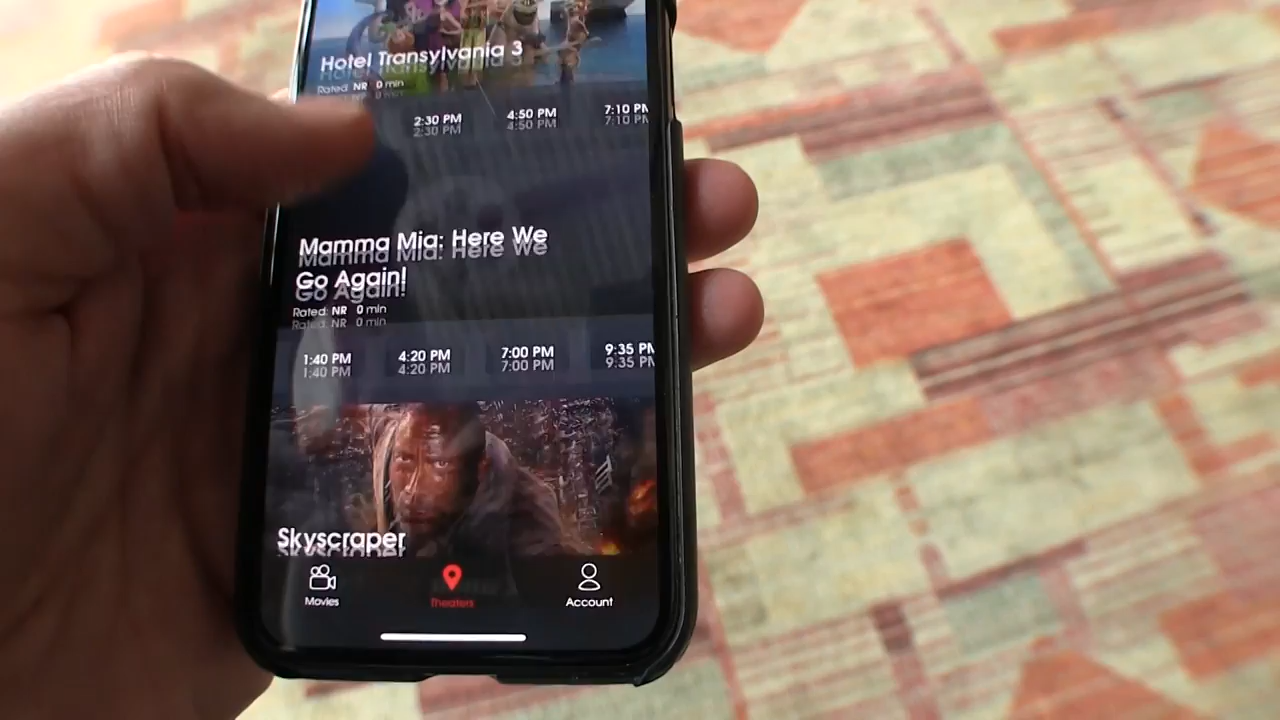 Hotel Transylvania 3
Rated: NR 0 min
2:30 PM 4:50 PM 7:10 PM
Mamma Mia: Here We
Go Again!
Rated: NR 0 min
1:40 PM 4:20 PM 7:00 PM 9:35 PM
Skyscraper
Movies Theaters Account